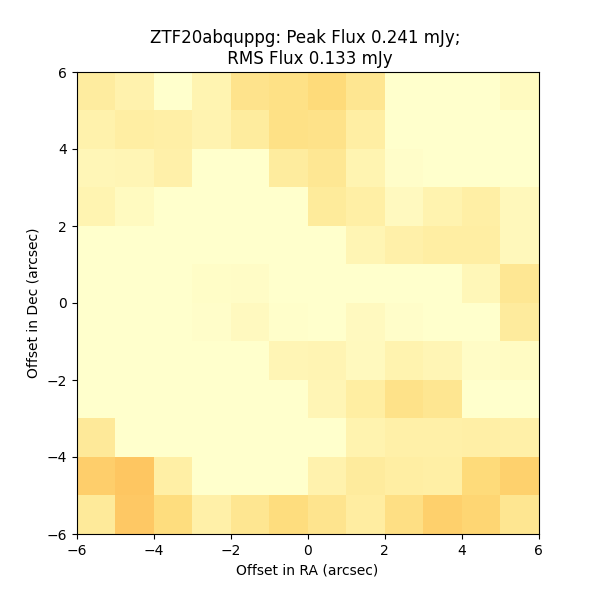 ZTF20abquppg: Peak Flux 0.241 mJy;
RMS Flux 0.133 mJy
6
4
2
0
−2
−4
−6
Offset in Dec (arcsec)
−6 −4 −2 0 2 4 6
Offset in RA (arcsec)